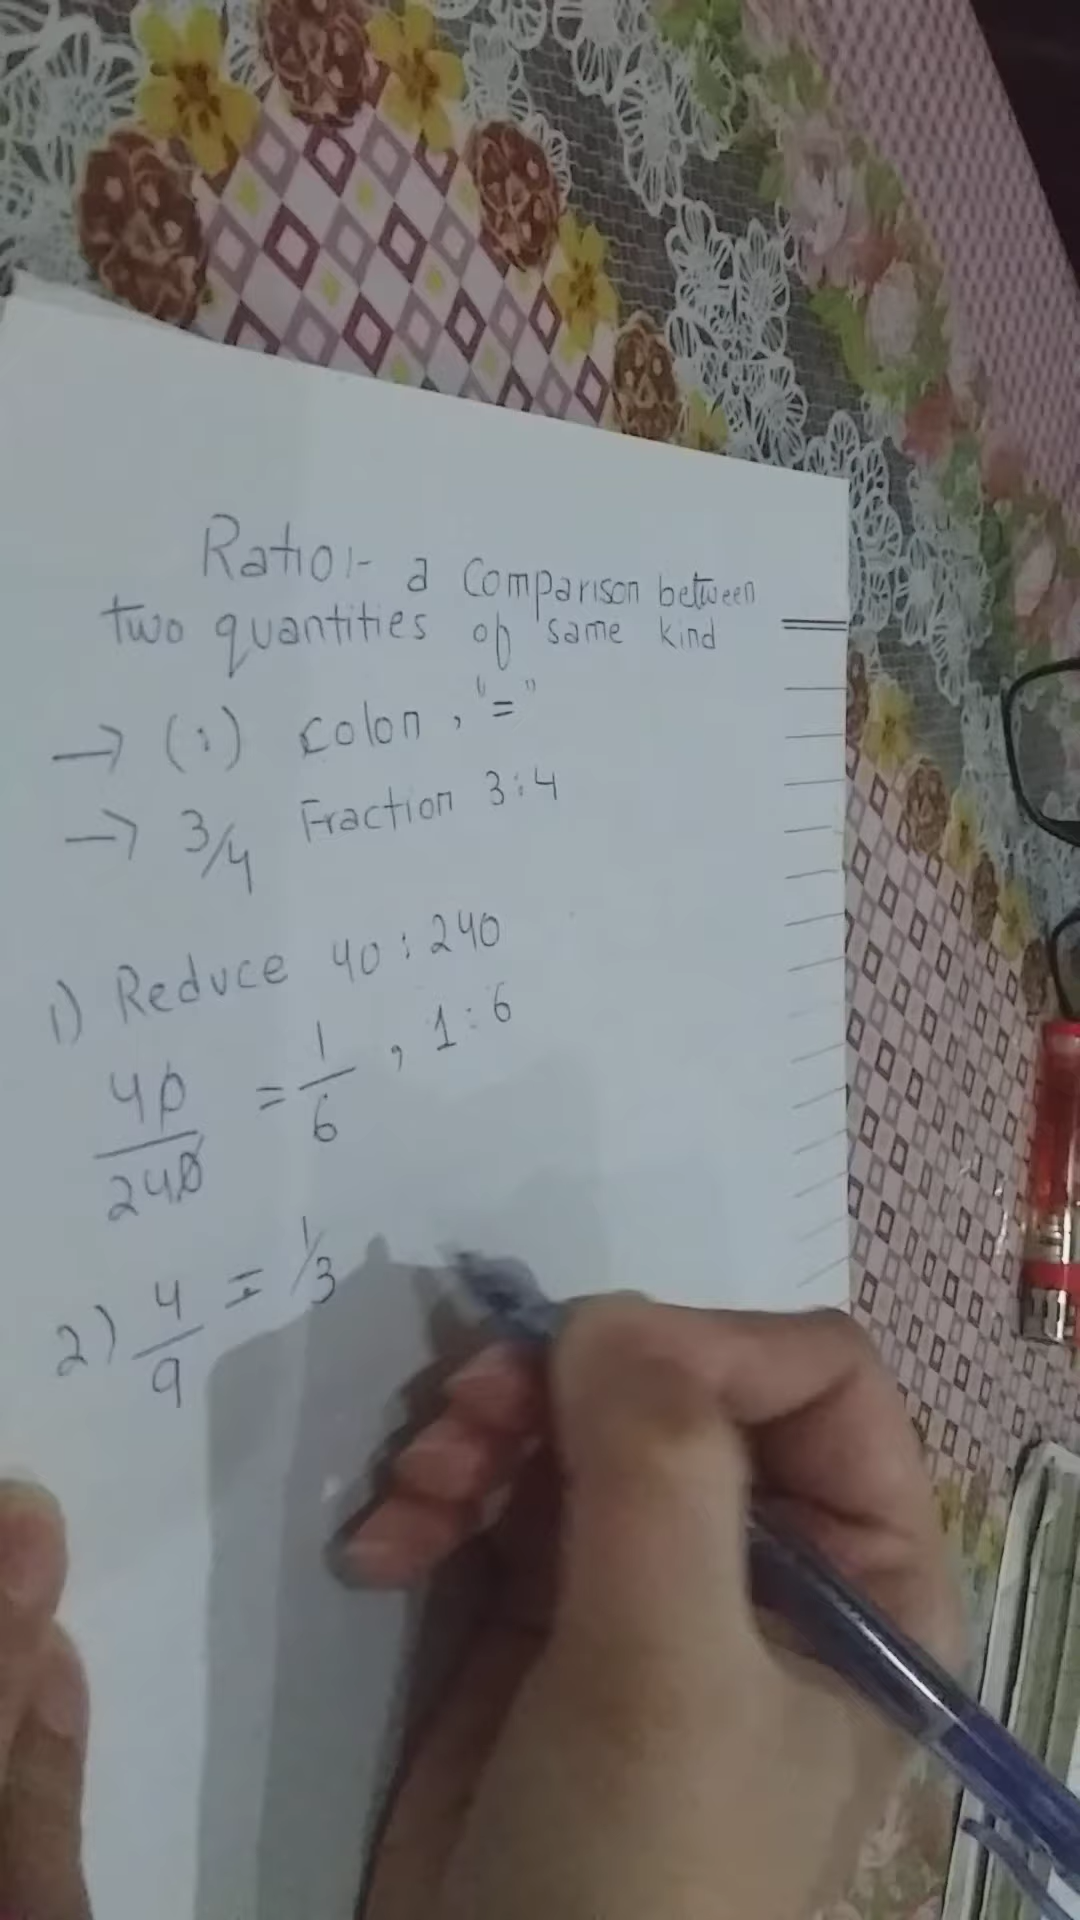 Ratio:- a comparison between
two quantities of same kind
→ (:) colon, "="
→ 3/4 Fraction 3:4
1) Reduce 40:240
40/240 = 1/6, 1:6
2) 4/9 = 1/3